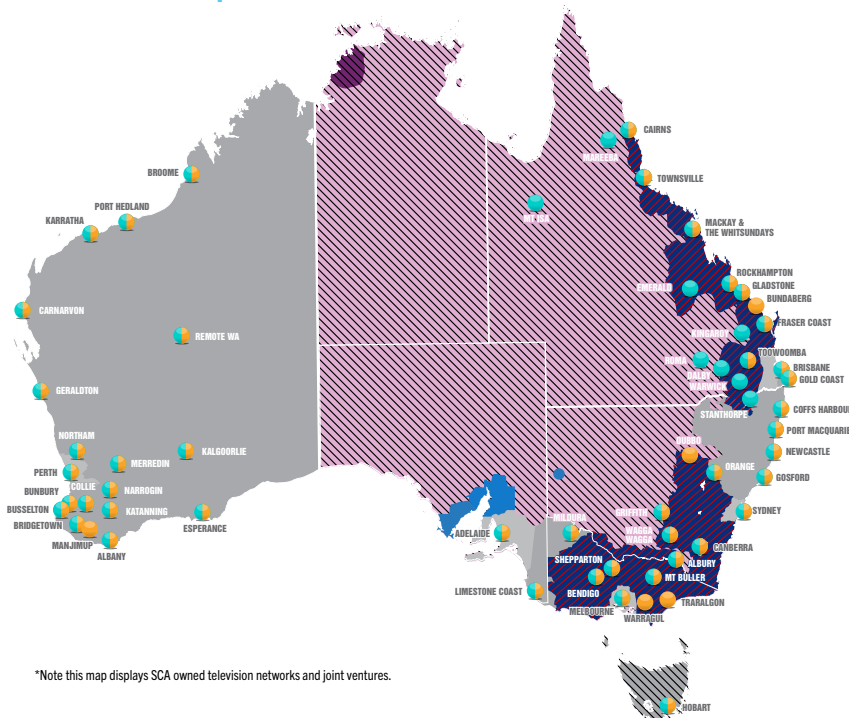 CAIRNS
MAREEBA
TOWNSVILLE
BROOME
MT ISA
PORT HEDLAND
KARRATHA
MACKAY &
THE WHITSUNDAYS
ROCKHAMPTON
EMERALD
GLADSTONE
BUNDABERG
CARNARVON
FRASER COAST
REMOTE WA
CHIGAGOY
TOOWOOMBA
ROMA
BRISBANE
DALBY
GOLD COAST
WARWICK
GERALDTON
STANTHORPE
COFFS HARBOUR
PORT MACQUARIE
NORTHAM
DUBBO
KALGOORLIE
NEWCASTLE
MERREDIN
ORANGE
PERTH
GOSFORD
COLLIE
NARROGIN
BUNBURY
BUSSELTON
KATANNING
GRIFFITH
SYDNEY
MILDURA
BRIDGETOWN
ESPERANCE
WAGGA
WAGGA
ADELAIDE
MANJIMUP
CANBERRA
ALBANY
SHEPPARTON
ALBURY
MT BULLER
LIMESTONE COAST
BENDIGO
TRARALGON
MELBOURNE
WARRAGUL
*Note this map displays SCA owned television networks and joint ventures.
HOBART